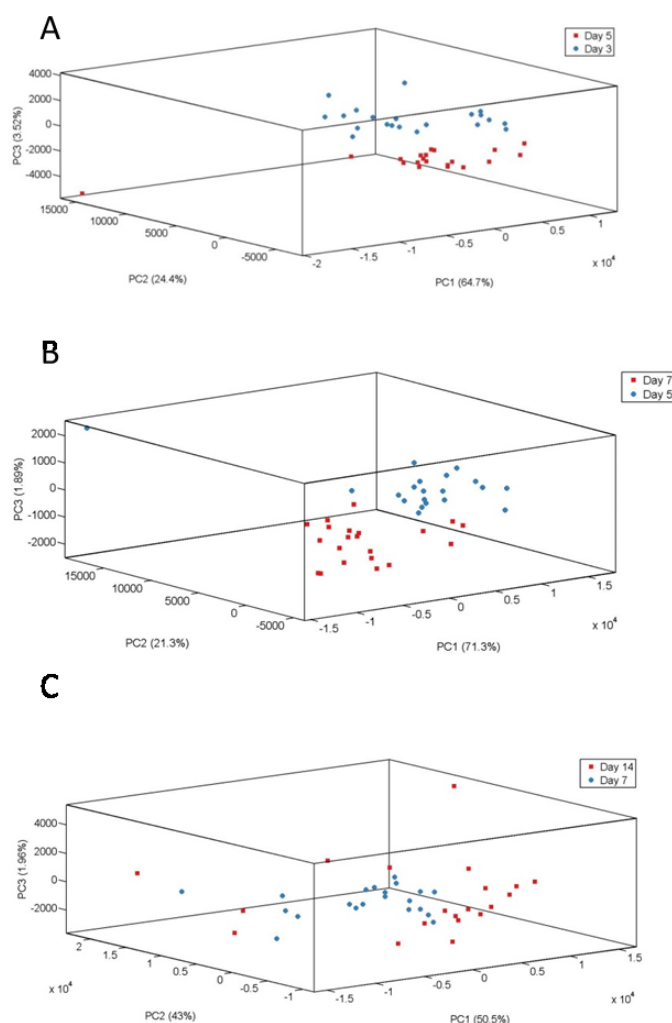 A
Day 5
Day 3
4000
2000
0
-2000
-4000
PC3 (3.52%)
15000
10000
5000
0
-5000
PC2 (24.4%)
-2
-1.5
-1
-0.5
0
0.5
1
x 10⁴
PC1 (64.7%)
B
Day 7
Day 5
2000
1000
0
-1000
-2000
PC3 (1.89%)
15000
10000
5000
0
-5000
PC2 (21.3%)
-1.5
-1
-0.5
0
0.5
1
1.5
x 10⁴
PC1 (71.3%)
C
Day 14
Day 7
4000
2000
0
-2000
PC3 (1.96%)
2
1.5
1
0.5
0
-0.5
-1
x 10⁴
PC2 (43%)
-1.5
-1
-0.5
0
0.5
1
1.5
x 10⁴
PC1 (50.5%)